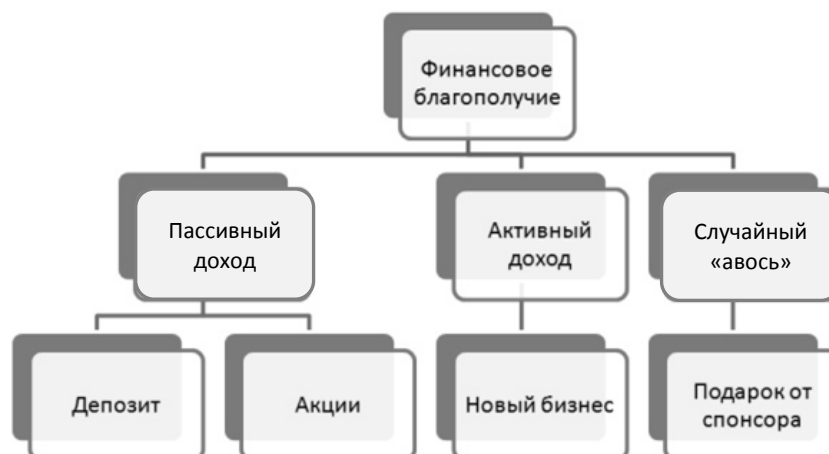 Финансовое
благополучие
Пассивный
доход
Активный
доход
Случайный
«авось»
Депозит
Акции
Новый бизнес
Подарок от
спонсора